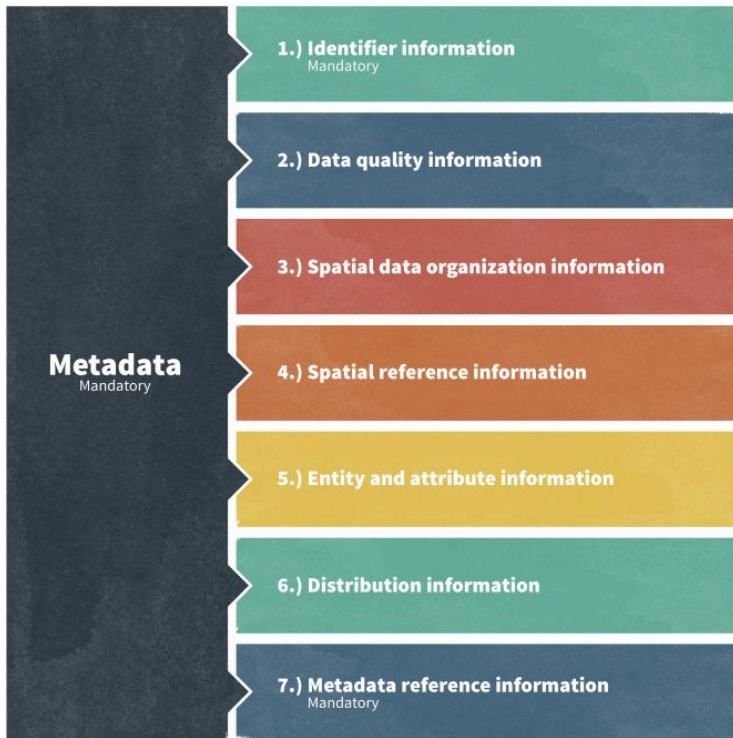 Metadata
Mandatory
1.) Identifier information
Mandatory
2.) Data quality information
3.) Spatial data organization information
4.) Spatial reference information
5.) Entity and attribute information
6.) Distribution information
7.) Metadata reference information
Mandatory